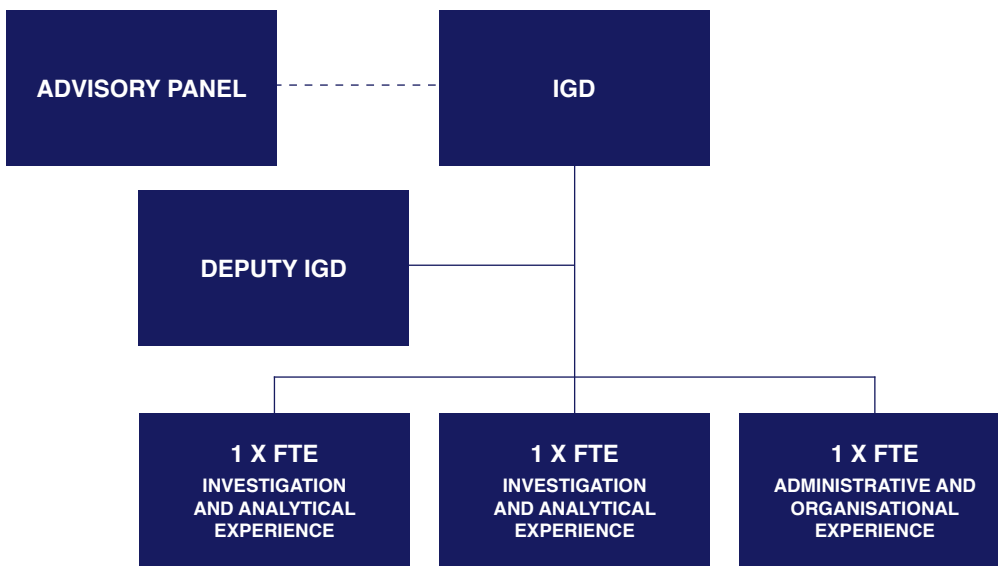 ADVISORY PANEL
IGD
DEPUTY IGD
1 X FTE
INVESTIGATION
AND ANALYTICAL
EXPERIENCE
1 X FTE
INVESTIGATION
AND ANALYTICAL
EXPERIENCE
1 X FTE
ADMINISTRATIVE AND
ORGANISATIONAL
EXPERIENCE